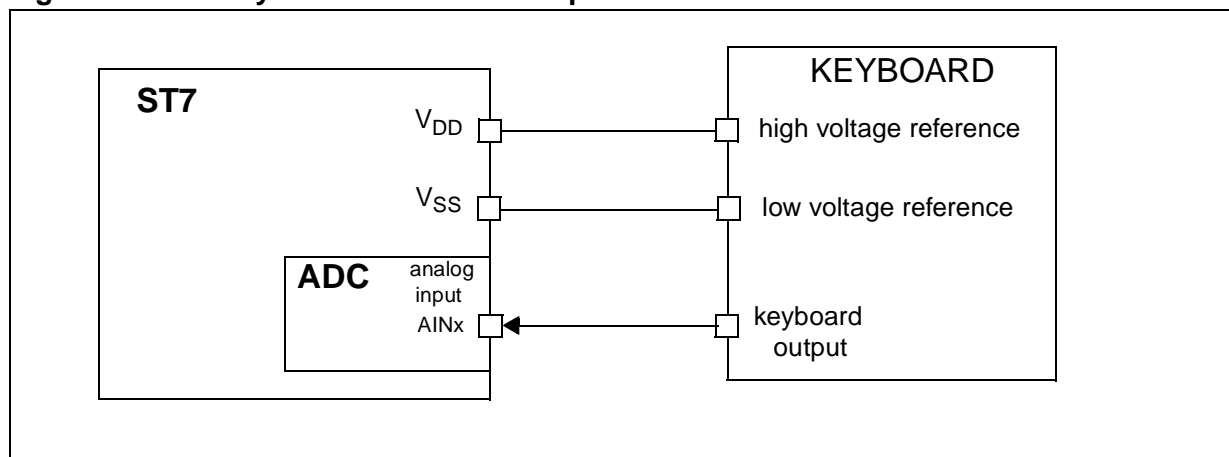 KEYBOARD
ST7
VDD
high voltage reference
VSS
low voltage reference
ADC
analog
input
AINx
keyboard
output